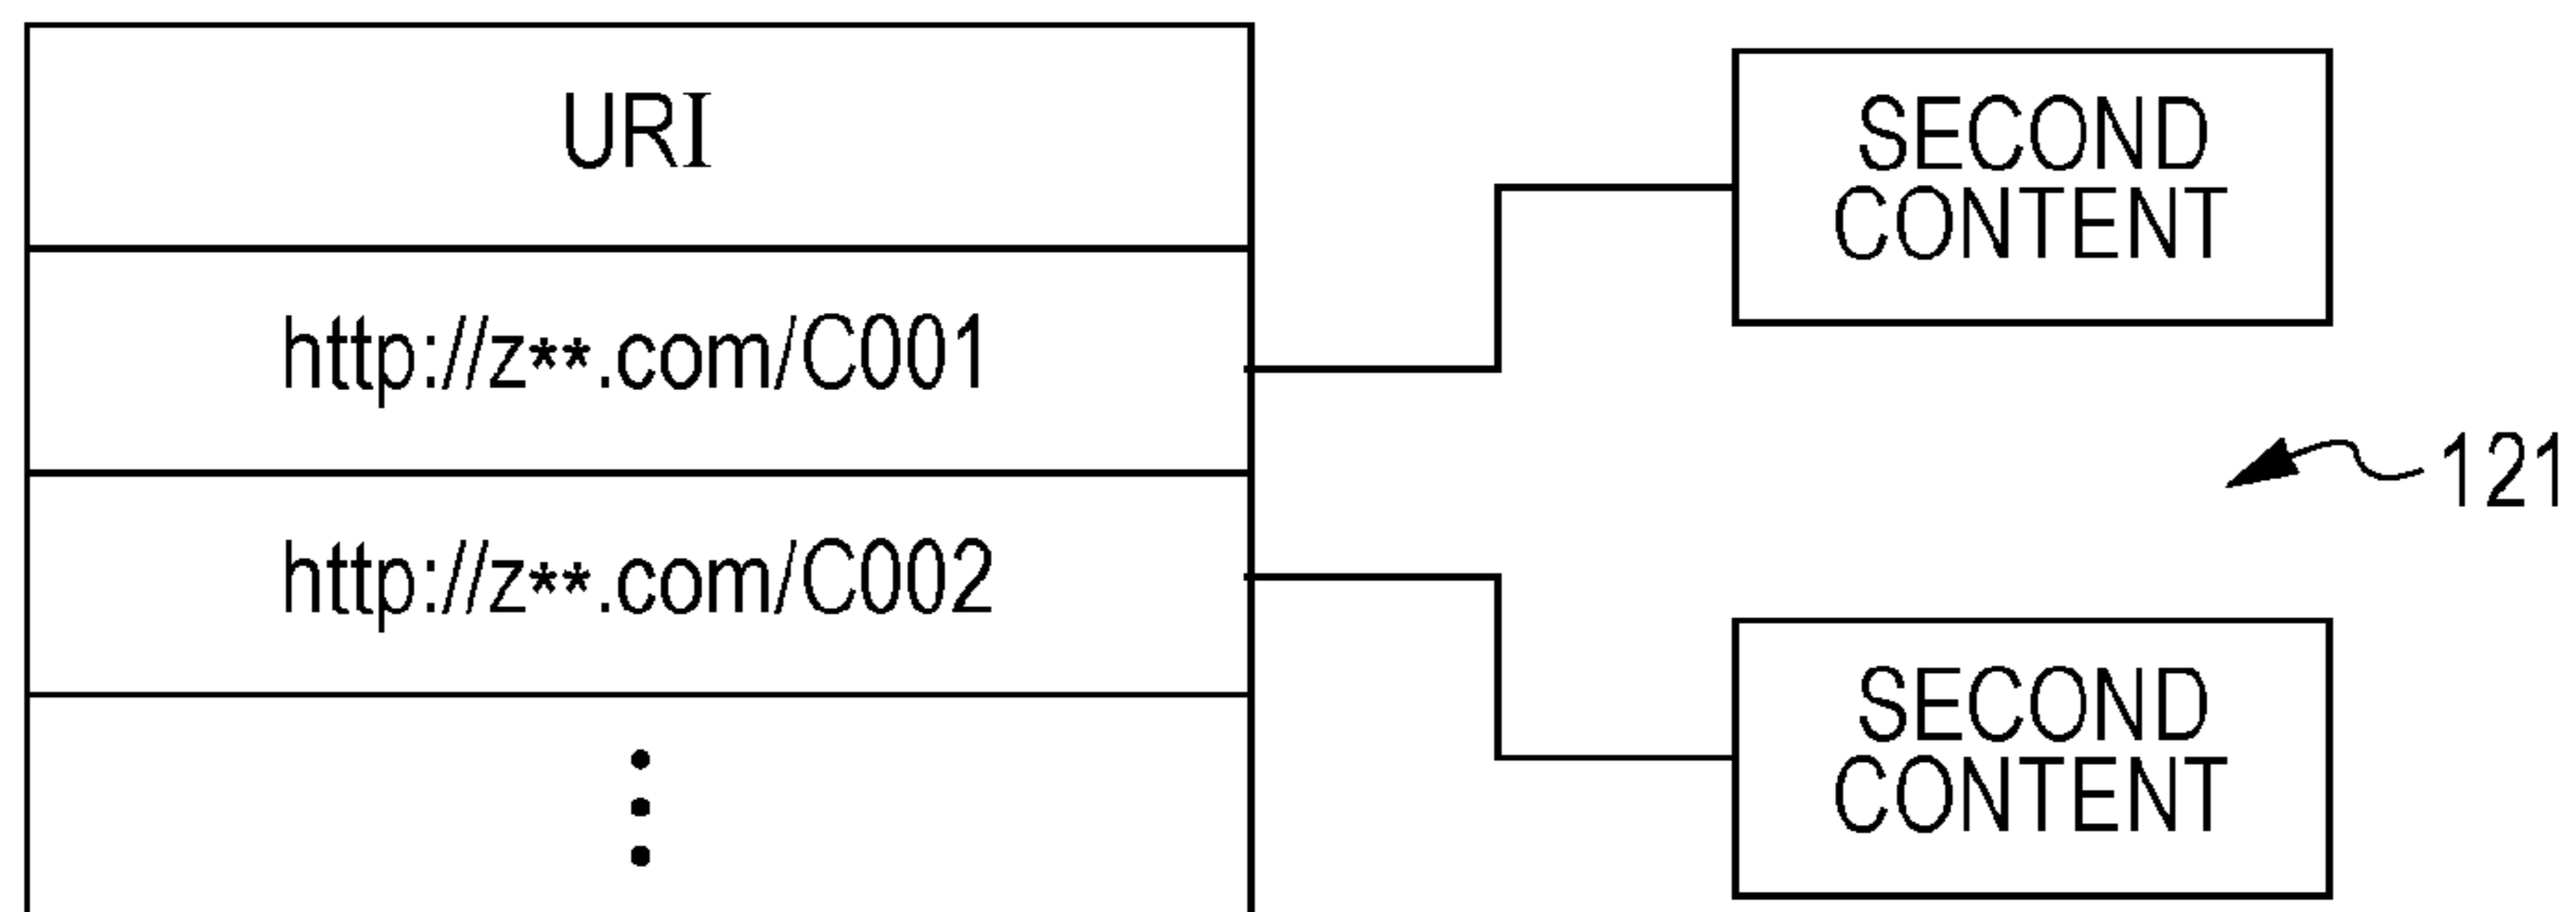 URI
http://z**.com/C001
http://z**.com/C002
SECOND
CONTENT
121
SECOND
CONTENT